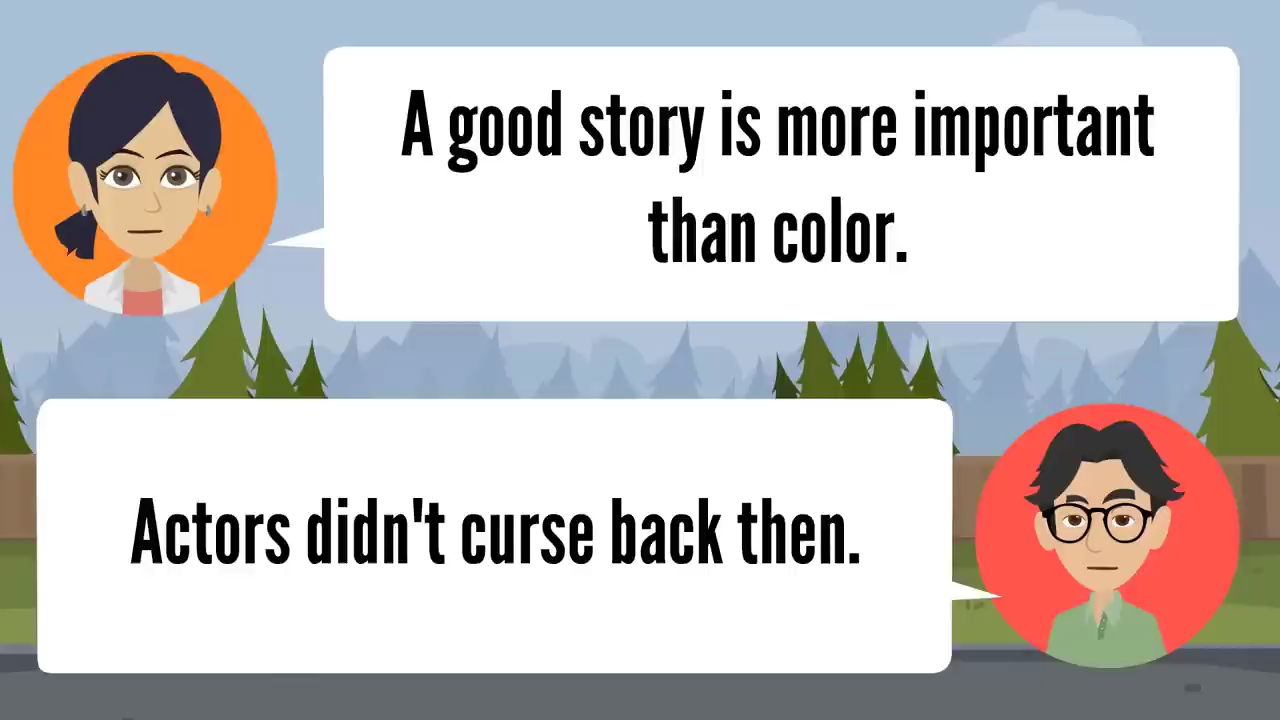 A good story is more important
than color.
Actors didn't curse back then.